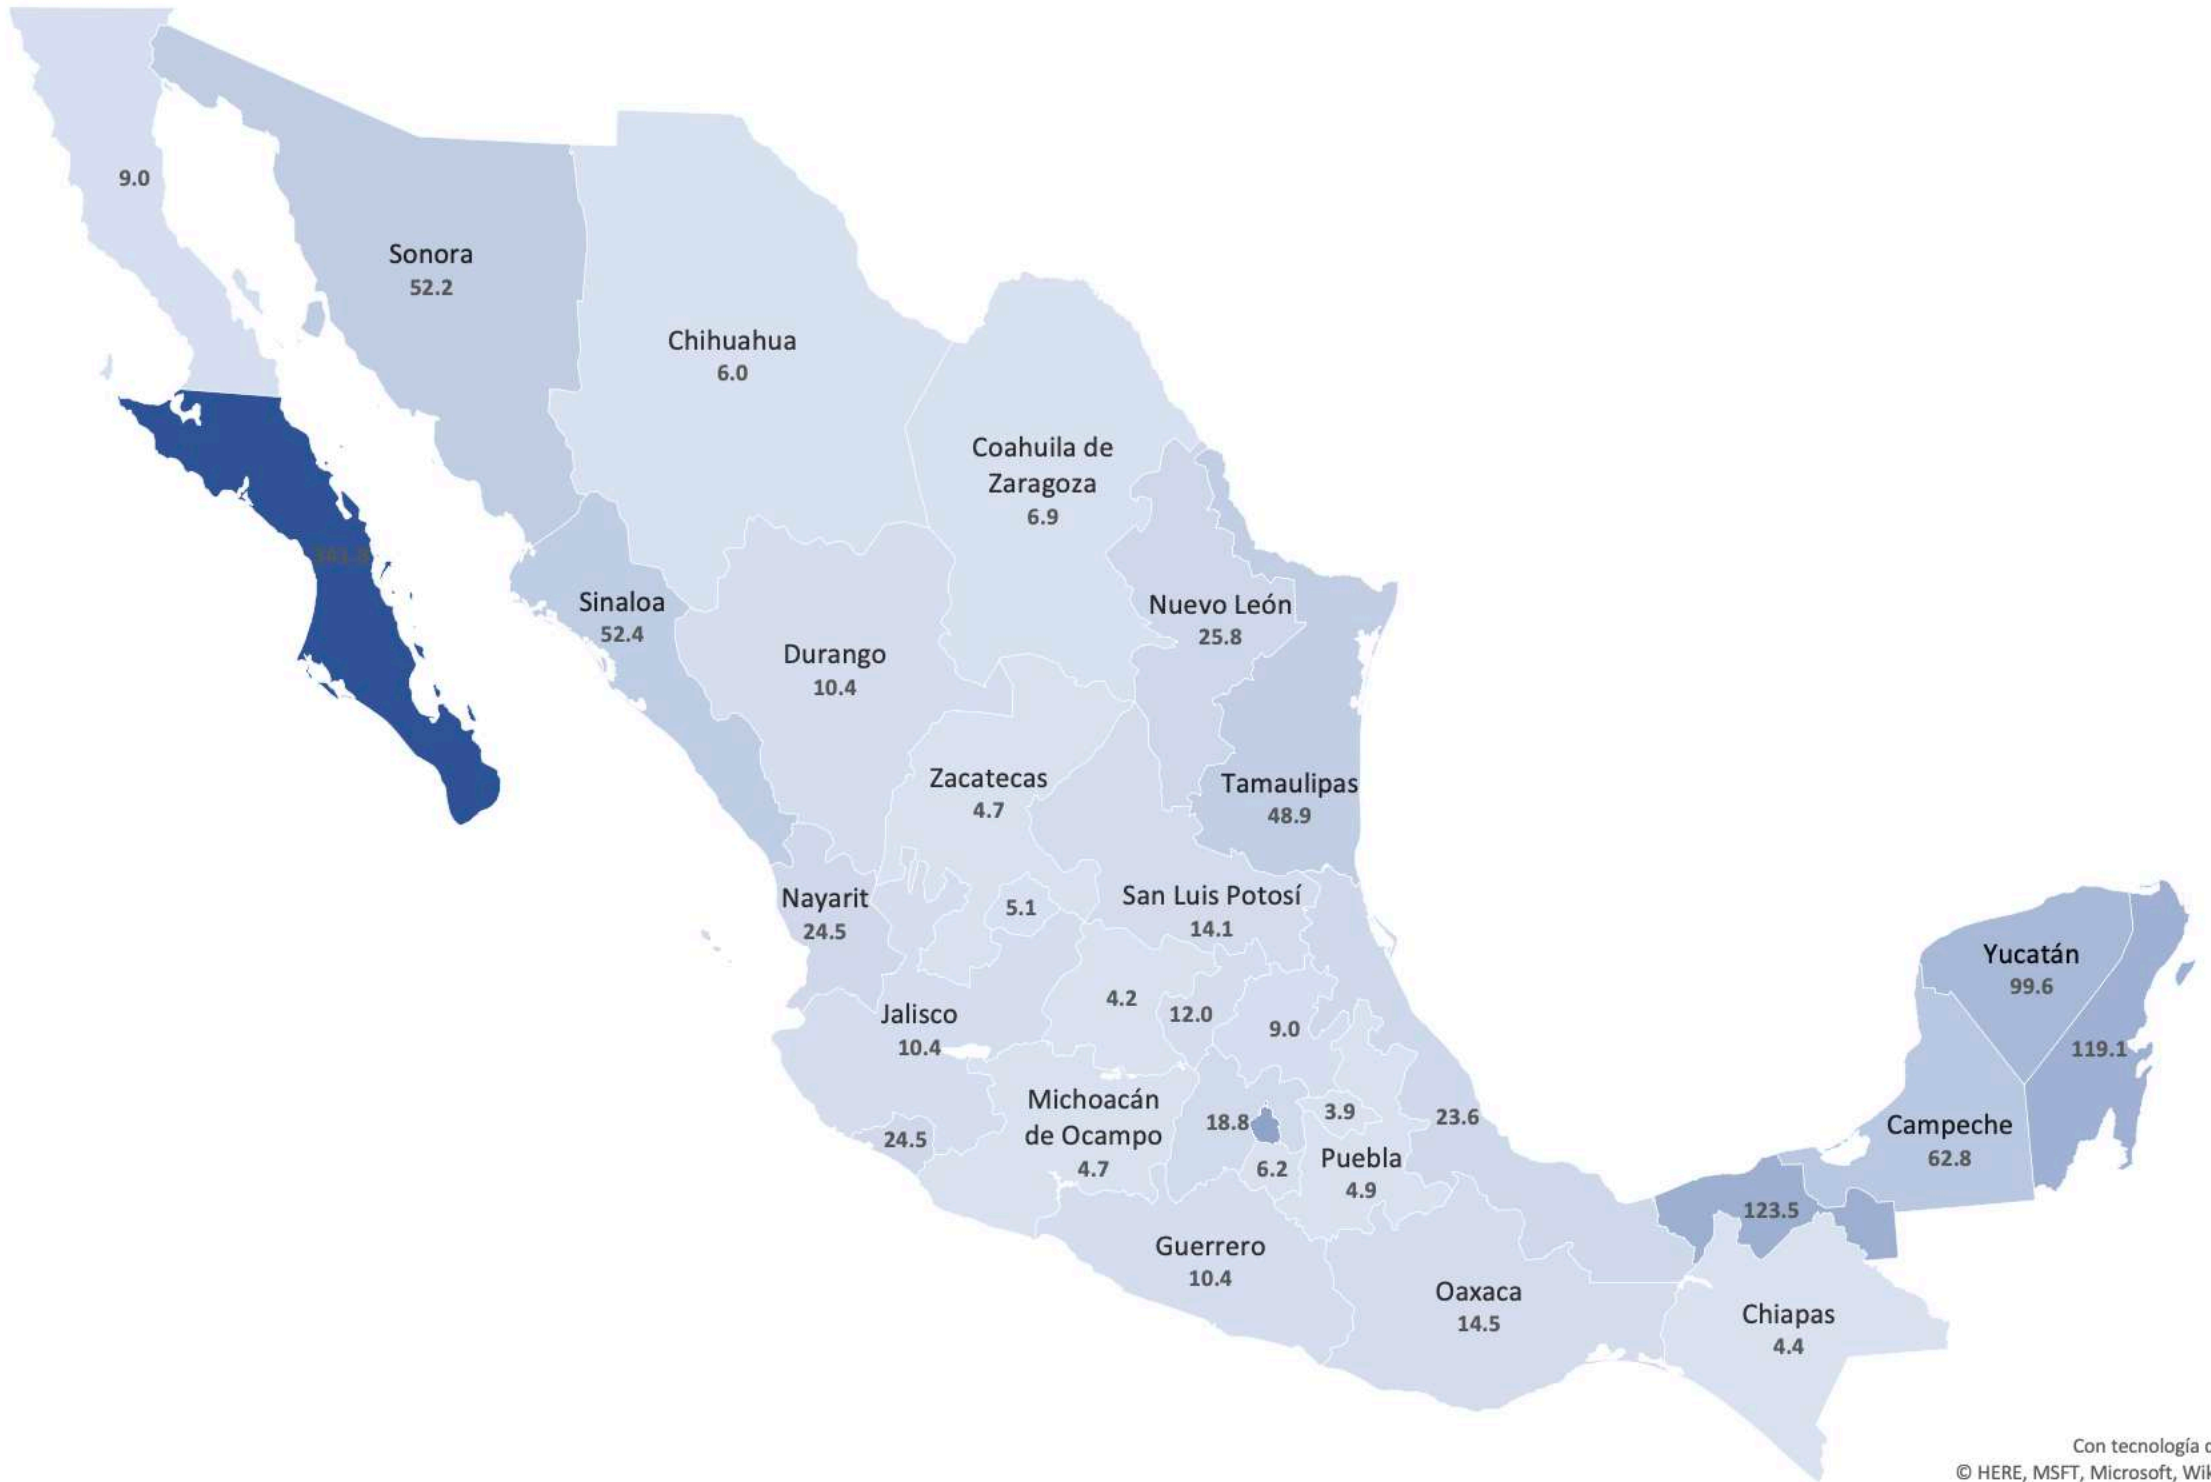 9.0
Sonora
52.2
Chihuahua
6.0
Coahuila de
Zaragoza
6.9
Sinaloa
52.4
Nuevo León
25.8
Durango
10.4
Zacatecas
4.7
Tamaulipas
48.9
Nayarit
24.5
5.1
San Luis Potosí
14.1
Yucatán
99.6
Jalisco
10.4
4.2
12.0
9.0
119.1
Michoacán
de Ocampo
4.7
24.5
18.8
3.9
23.6
6.2
Puebla
4.9
Campeche
62.8
123.5
Guerrero
10.4
Oaxaca
14.5
Chiapas
4.4
Con tecnología
© HERE, MSFT, Microsoft,